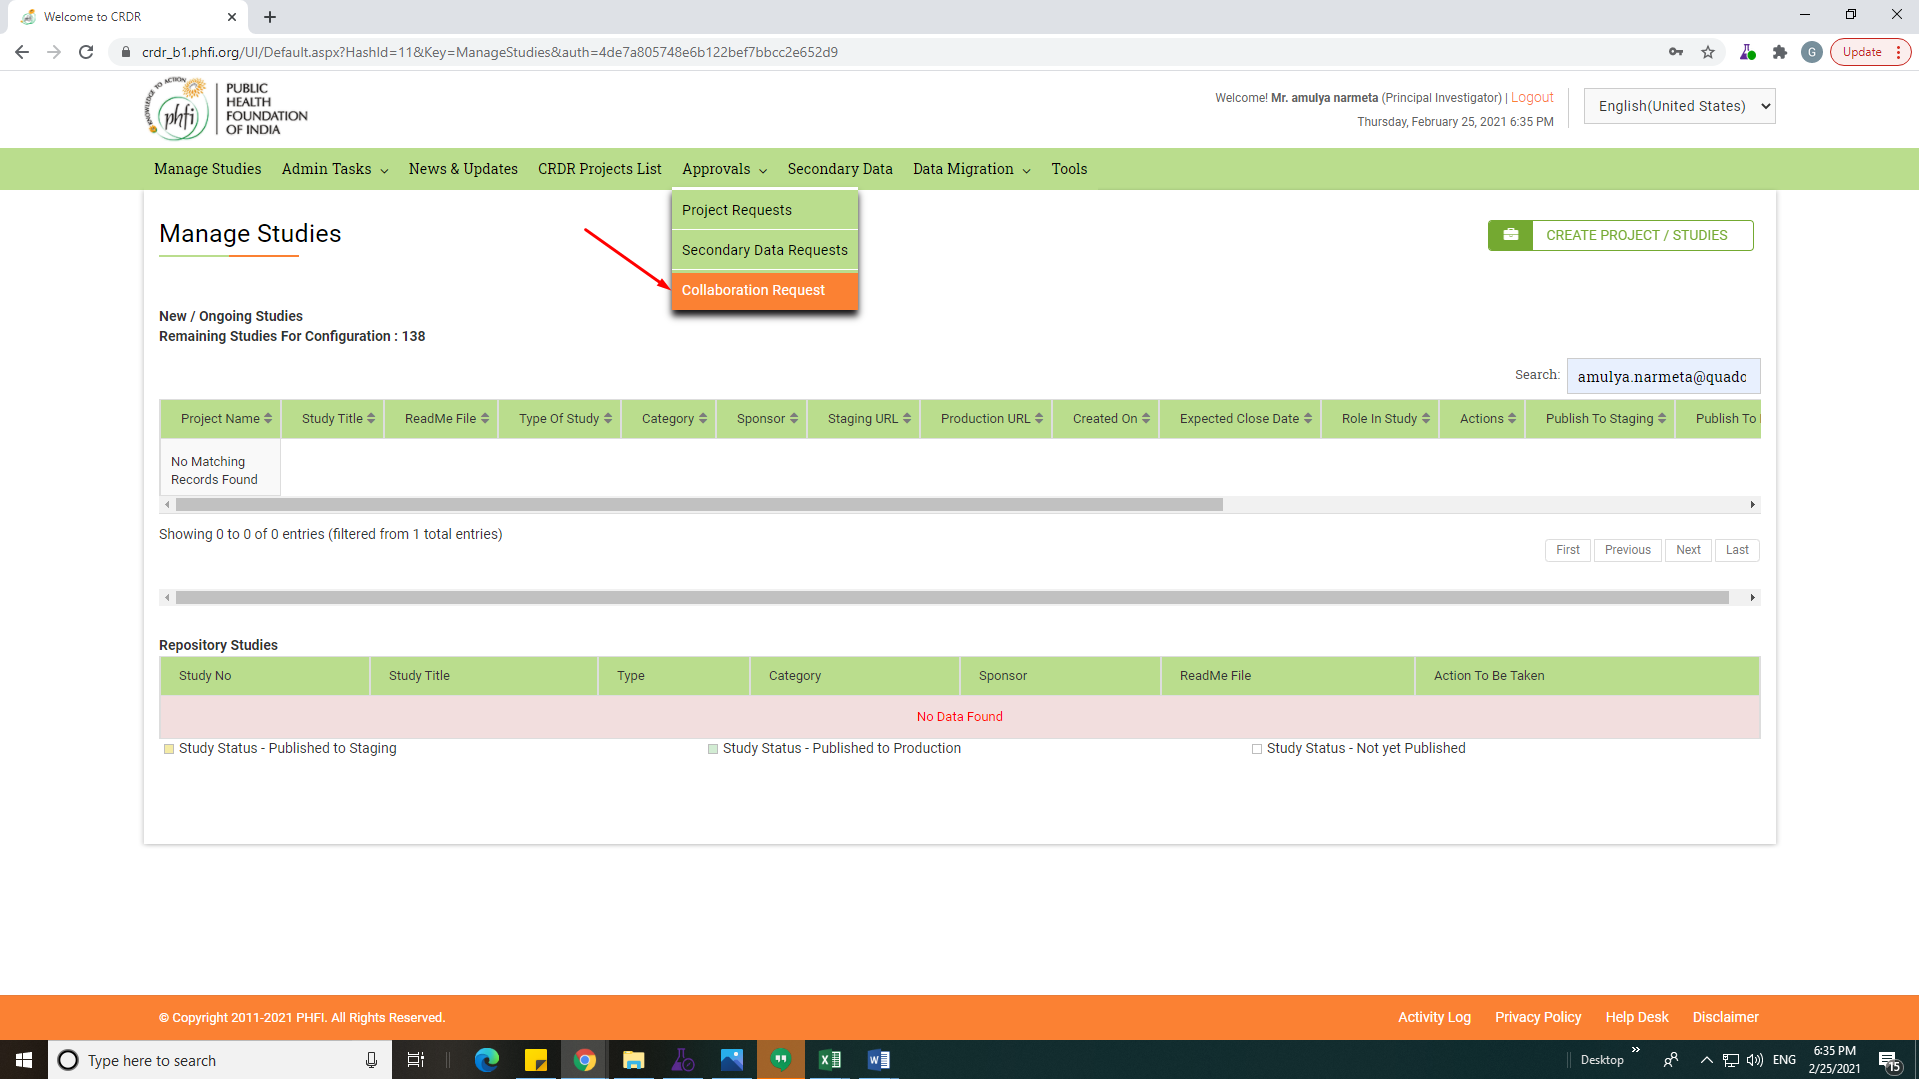 Welcome to CRDR
crdr_b1.phfi.org/UI/Default.aspx?HashId=11&Key=ManageStudies&auth=4de7a805748e6b122bef7bbcc2e652d9
G
Update
KNOWLEDGE TO ACTION
phfi
PUBLIC
HEALTH
FOUNDATION
OF INDIA
Welcome! Mr. amulya narmeta (Principal Investigator) | Logout
Thursday, February 25, 2021 6:35 PM
English(United States)
Manage Studies Admin Tasks News & Updates CRDR Projects List Approvals Secondary Data Data Migration Tools
Project Requests
Secondary Data Requests
Collaboration Request
Manage Studies
CREATE PROJECT / STUDIES
New / Ongoing Studies
Remaining Studies For Configuration : 138
Search: amulya.narmeta@quadc
Project Name Study Title ReadMe File Type Of Study Category Sponsor Staging URL Production URL Created On Expected Close Date Role In Study Actions Publish To Staging Publish To
No Matching
Records Found
Showing 0 to 0 of 0 entries (filtered from 1 total entries)
First Previous Next Last
Repository Studies
Study No Study Title Type Category Sponsor ReadMe File Action To Be Taken
No Data Found
Study Status - Published to Staging Study Status - Published to Production Study Status - Not yet Published
© Copyright 2011-2021 PHFI. All Rights Reserved.
Activity Log Privacy Policy Help Desk Disclaimer
Type here to search
Desktop
ENG
6:35 PM
2/25/2021
15